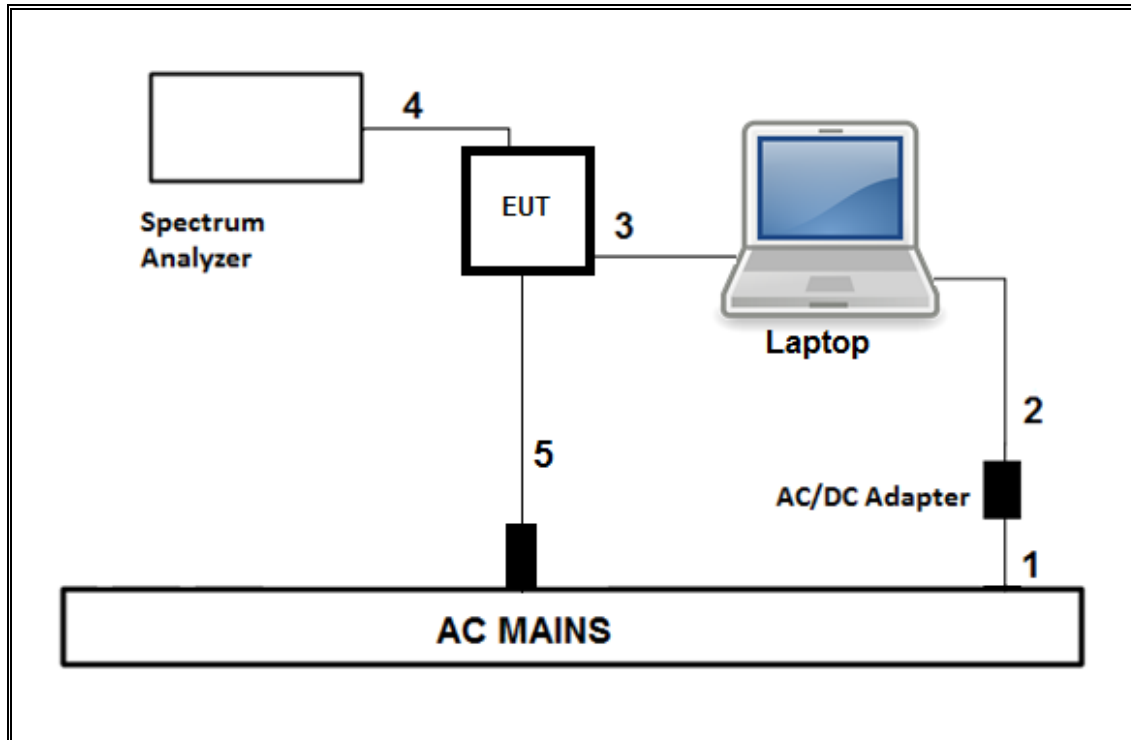 4
EUT
Spectrum
Analyzer
3
Laptop
2
5
AC/DC Adapter
1
AC MAINS